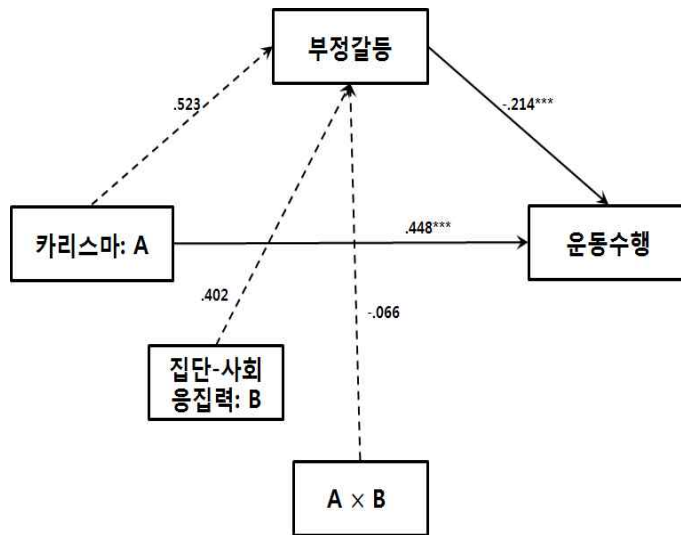 부정갈등
.523
-.214***
카리스마: A
.448***
운동수행
.402
-.066
집단-사회
응집력: B
A × B